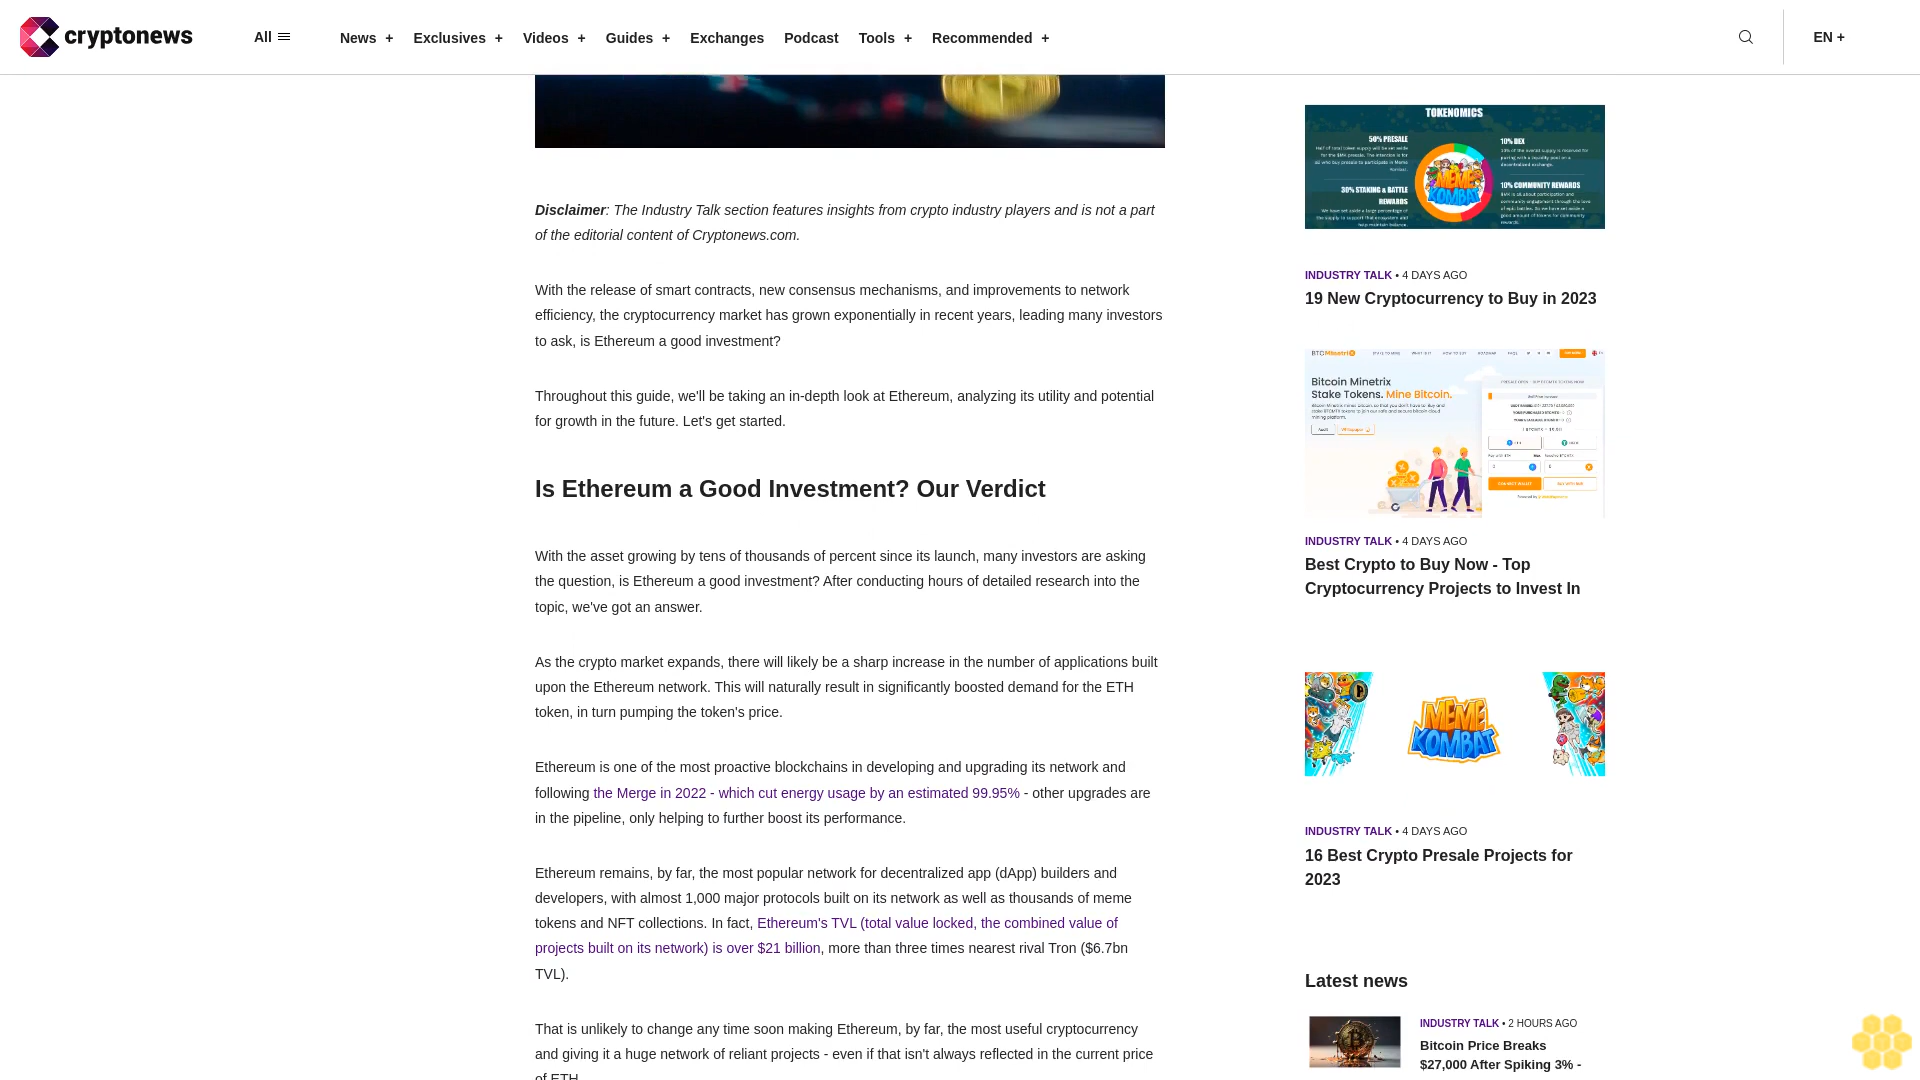 cryptonews
All
News +
Exclusives +
Videos +
Guides +
Exchanges
Podcast
Tools +
Recommended +
EN +
Disclaimer: The Industry Talk section features insights from crypto industry players and is not a part
of the editorial content of Cryptonews.com.
With the release of smart contracts, new consensus mechanisms, and improvements to network
efficiency, the cryptocurrency market has grown exponentially in recent years, leading many investors
to ask, is Ethereum a good investment?
Throughout this guide, we'll be taking an in-depth look at Ethereum, analyzing its utility and potential
for growth in the future. Let's get started.
Is Ethereum a Good Investment? Our Verdict
With the asset growing by tens of thousands of percent since its launch, many investors are asking
the question, is Ethereum a good investment? After conducting hours of detailed research into the
topic, we've got an answer.
As the crypto market expands, there will likely be a sharp increase in the number of applications built
upon the Ethereum network. This will naturally result in significantly boosted demand for the ETH
token, in turn pumping the token's price.
Ethereum is one of the most proactive blockchains in developing and upgrading its network and
following the Merge in 2022 - which cut energy usage by an estimated 99.95% - other upgrades are
in the pipeline, only helping to further boost its performance.
Ethereum remains, by far, the most popular network for decentralized app (dApp) builders and
developers, with almost 1,000 major protocols built on its network as well as thousands of meme
tokens and NFT collections. In fact, Ethereum's TVL (total value locked, the combined value of
projects built on its network) is over $21 billion, more than three times nearest rival Tron ($6.7bn
TVL).
That is unlikely to change any time soon making Ethereum, by far, the most useful cryptocurrency
and giving it a huge network of reliant projects - even if that isn't always reflected in the current price
of ETH.
TOKENOMICS
50% PRESALE
10% DEX
30% STAKING & BATTLE
REWARDS
10% COMMUNITY REWARDS
MEME
KOMBAT
INDUSTRY TALK • 4 DAYS AGO
19 New Cryptocurrency to Buy in 2023
BTCMinetrix
Bitcoin Minetrix
Stake Tokens. Mine Bitcoin.
Audit
Whitepaper
INDUSTRY TALK • 4 DAYS AGO
Best Crypto to Buy Now - Top
Cryptocurrency Projects to Invest In
MEME
KOMBAT
INDUSTRY TALK • 4 DAYS AGO
16 Best Crypto Presale Projects for
2023
Latest news
INDUSTRY TALK • 2 HOURS AGO
Bitcoin Price Breaks
$27,000 After Spiking 3% -